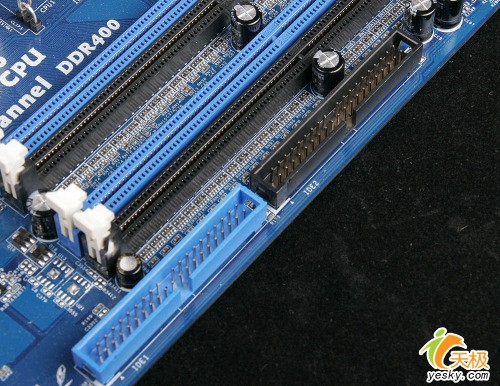 CPU
annel DDR400
IDE2
IDE1
天极
yesky.com